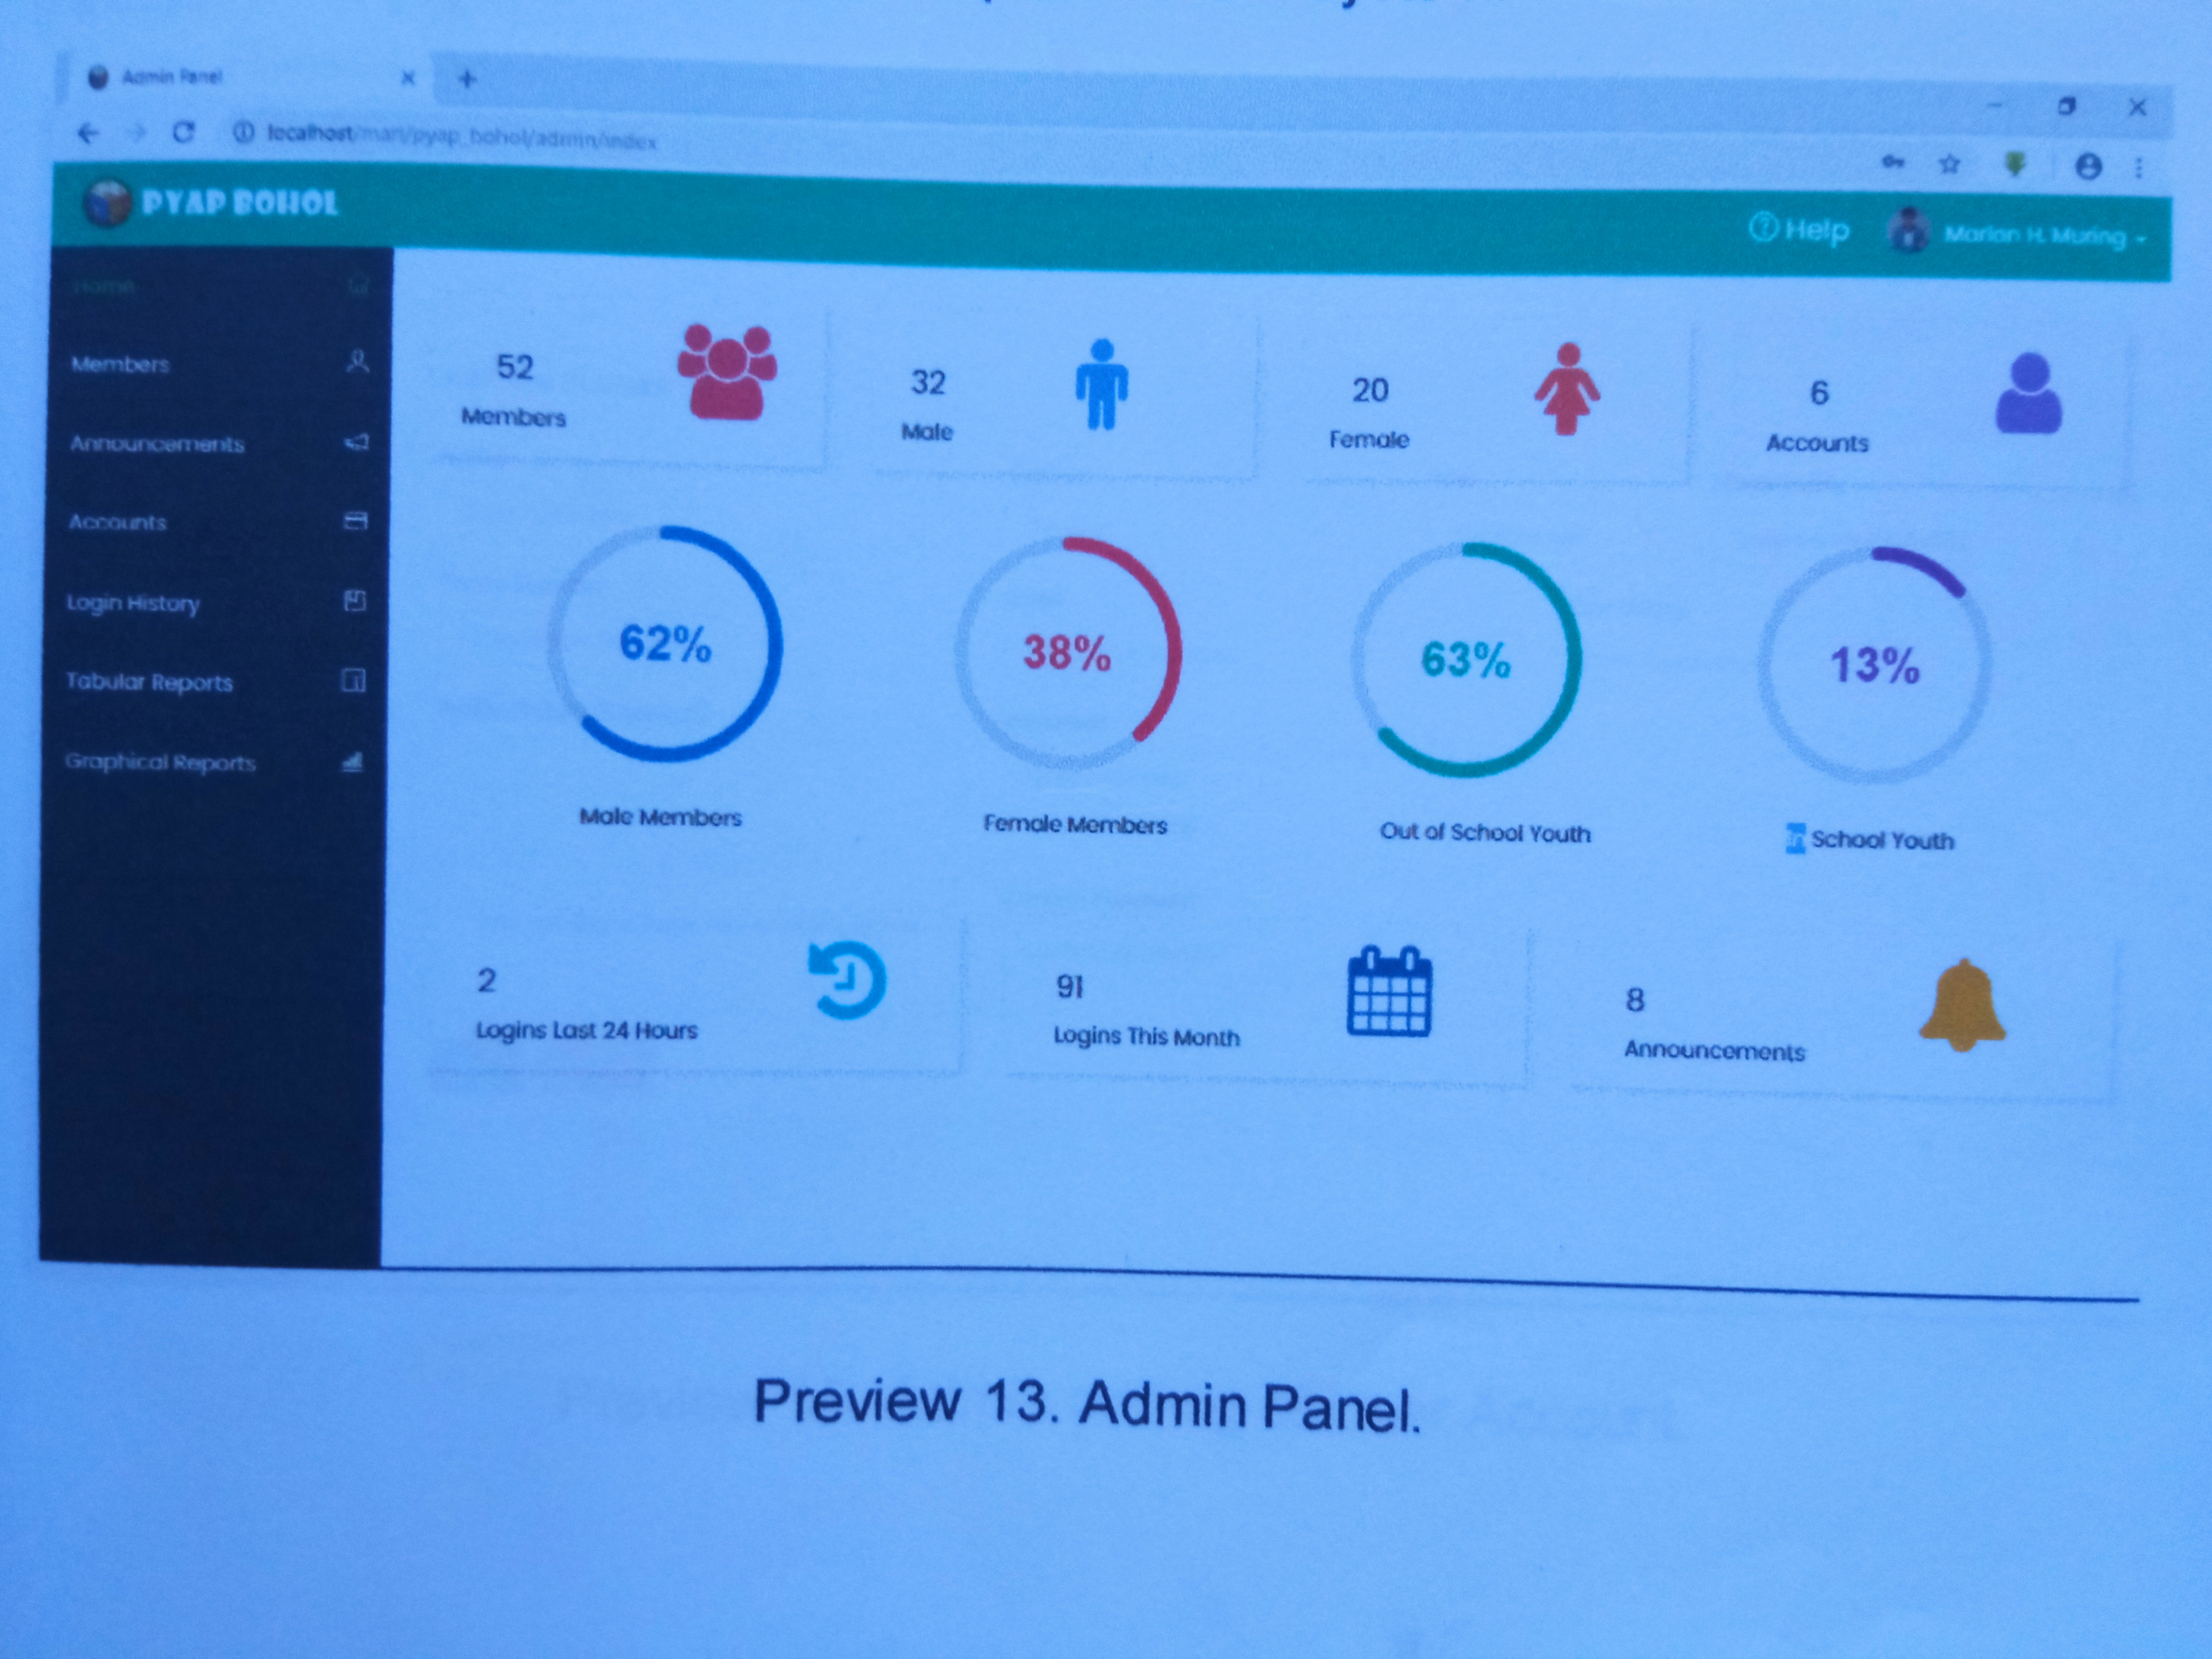 Admin Panel
localhost/mari/pyap_bohol/admin/index
PYAP BOHOL
Help
Marian H. Muring
Home
Members
Announcements
Accounts
Login History
Tabular Reports
Graphical Reports
52
Members
32
Male
20
Female
6
Accounts
62%
Male Members
38%
Female Members
63%
Out of School Youth
13%
In School Youth
2
Logins Last 24 Hours
91
Logins This Month
8
Announcements
Preview 13. Admin Panel.